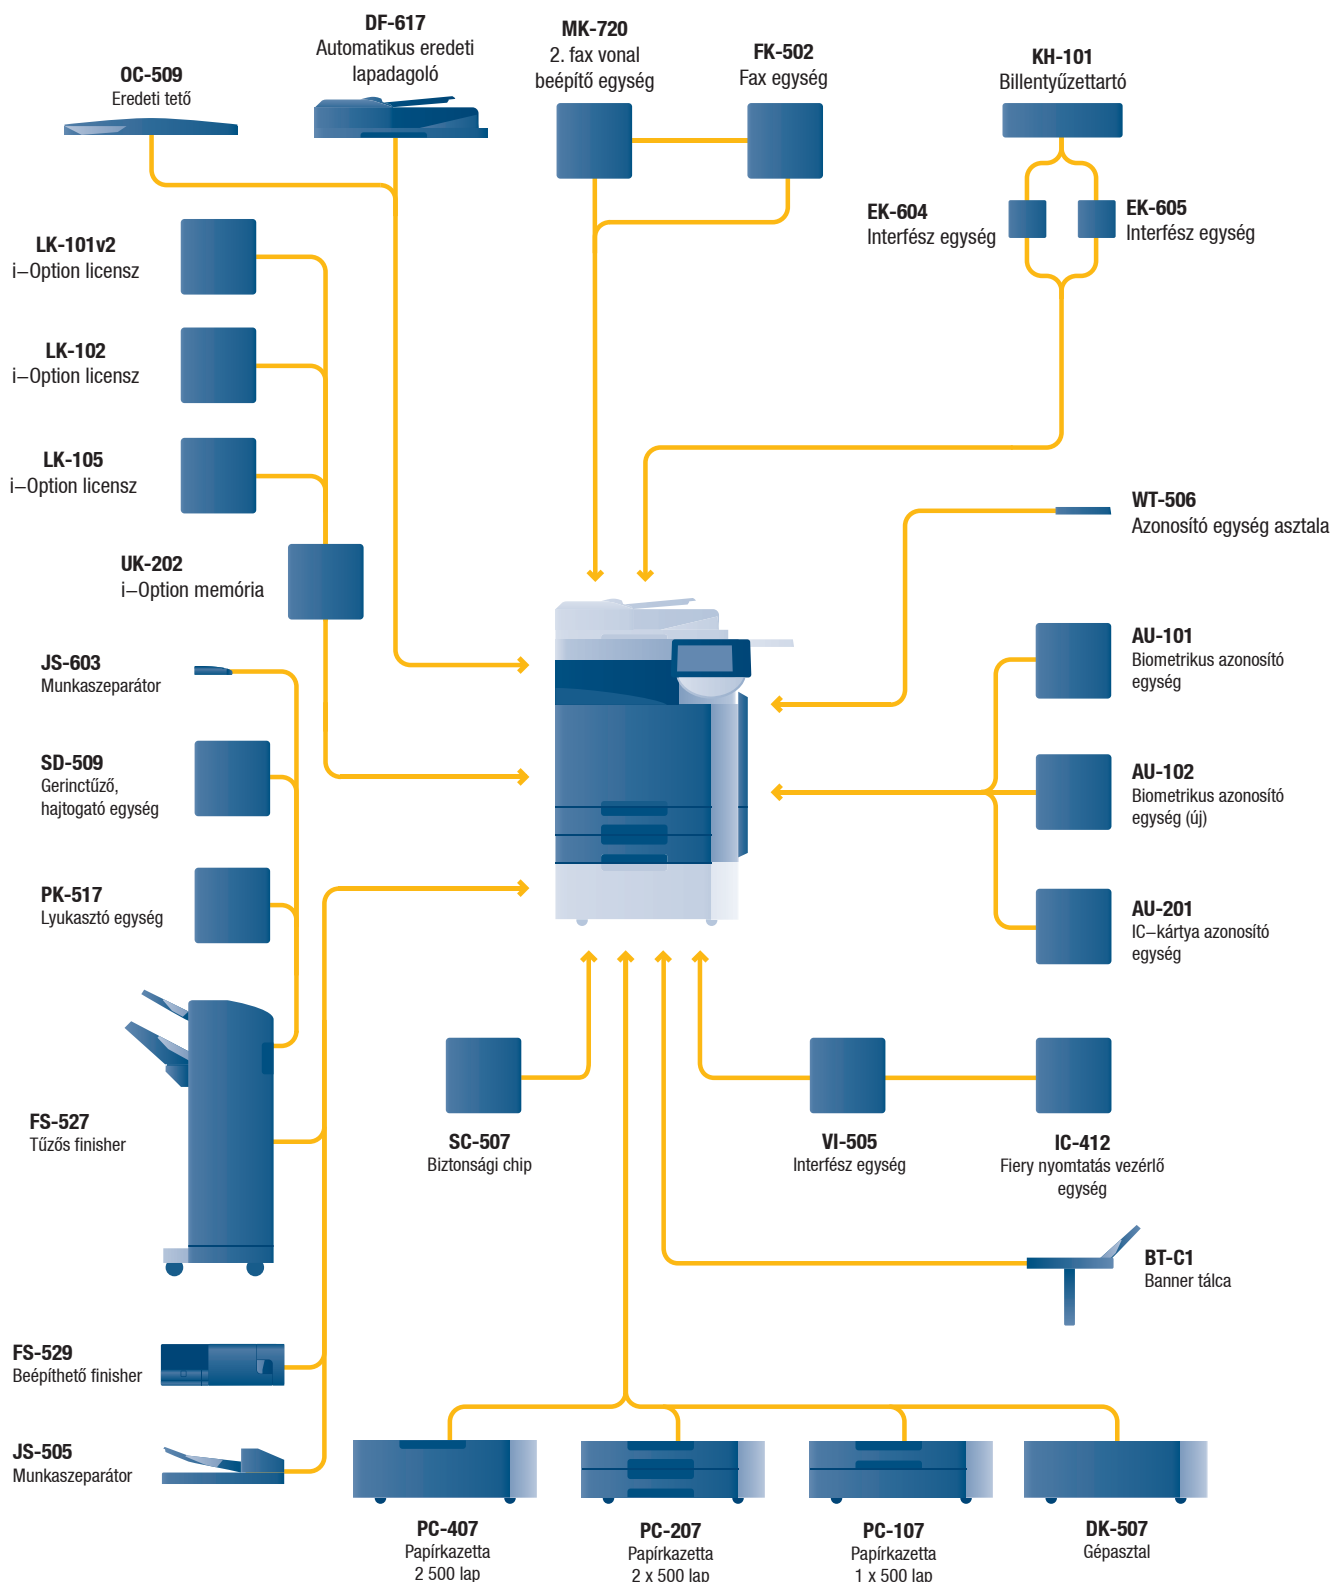 DF-617
Automatikus eredeti
lapadagoló
MK-720
2. fax vonal
beépítő egység
FK-502
Fax egység
KH-101
Billentyűzettartó
OC-509
Eredeti tető
EK-604
Interfész egység
EK-605
Interfész egység
LK-101v2
i–Option licensz
LK-102
i–Option licensz
LK-105
i–Option licensz
UK-202
i–Option memória
WT-506
Azonosító egység asztala
JS-603
Munkaszeparátor
SD-509
Gerinctűző,
hajtogató egység
PK-517
Lyukasztó egység
AU-101
Biometrikus azonosító
egység
AU-102
Biometrikus azonosító
egység (új)
AU-201
IC–kártya azonosító
egység
FS-527
Tűzős finisher
SC-507
Biztonsági chip
VI-505
Interfész egység
IC-412
Fiery nyomtatás vezérlő
egység
BT-C1
Banner tálca
FS-529
Beépíthető finisher
JS-505
Munkaszeparátor
PC-407
Papírkazetta
2 500 lap
PC-207
Papírkazetta
2 x 500 lap
PC-107
Papírkazetta
1 x 500 lap
DK-507
Gépasztal